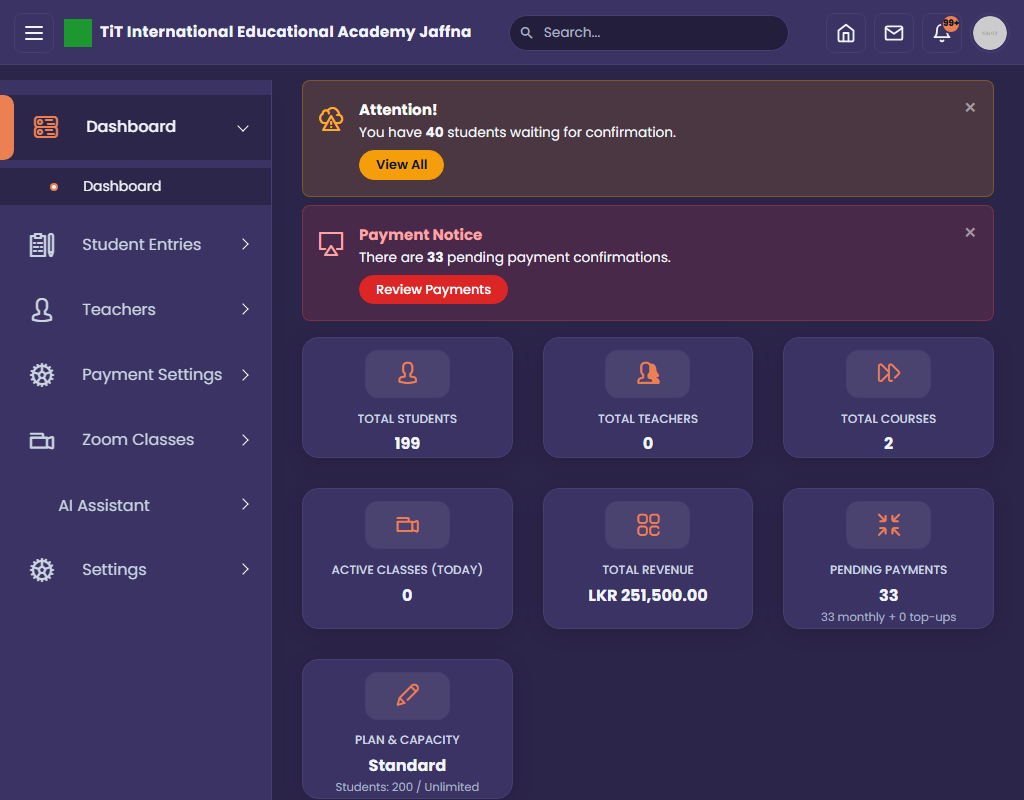 TiT International Educational Academy Jaffna
Search...
99+
Dashboard
Dashboard
Student Entries
Teachers
Payment Settings
Zoom Classes
AI Assistant
Settings
Attention!
You have 40 students waiting for confirmation.
View All
Payment Notice
There are 33 pending payment confirmations.
Review Payments
TOTAL STUDENTS
199
TOTAL TEACHERS
0
TOTAL COURSES
2
ACTIVE CLASSES (TODAY)
0
TOTAL REVENUE
LKR 251,500.00
PENDING PAYMENTS
33
33 monthly + 0 top-ups
PLAN & CAPACITY
Standard
Students: 200 / Unlimited